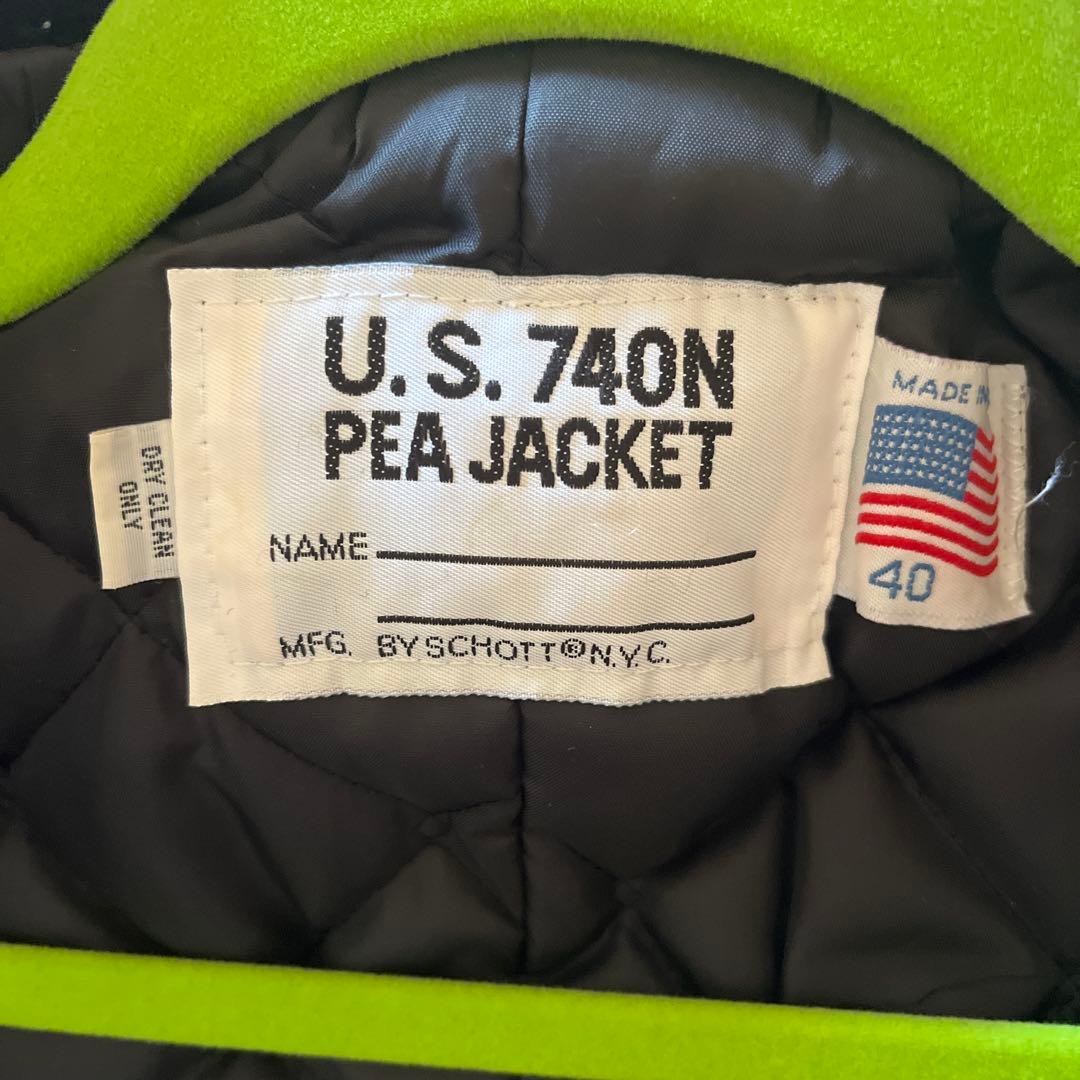 U.S. 740N
PEA JACKET
NAME
MFG. BY SCHOTT® N.Y.C.
DRY CLEAN
ONLY
MADE IN
40